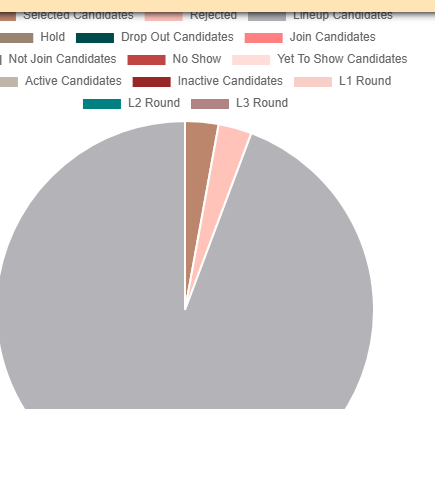 Selected Candidates Rejected Lineup Candidates
Hold Drop Out Candidates Join Candidates
Not Join Candidates No Show Yet To Show Candidates
Active Candidates Inactive Candidates L1 Round
L2 Round L3 Round